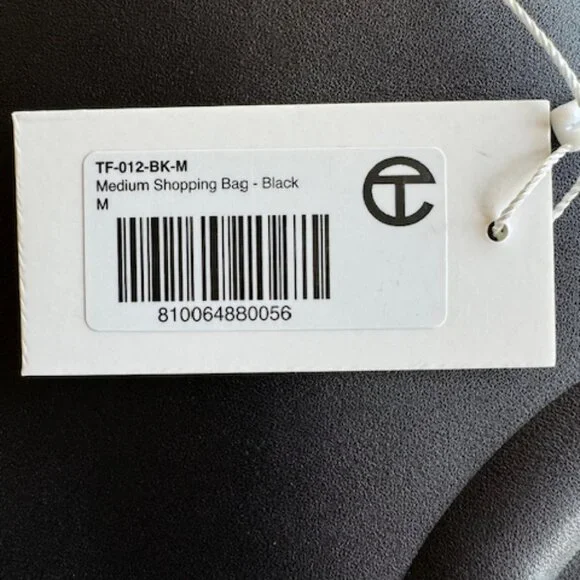 TF-012-BK-M
Medium Shopping Bag - Black
M
810064880056